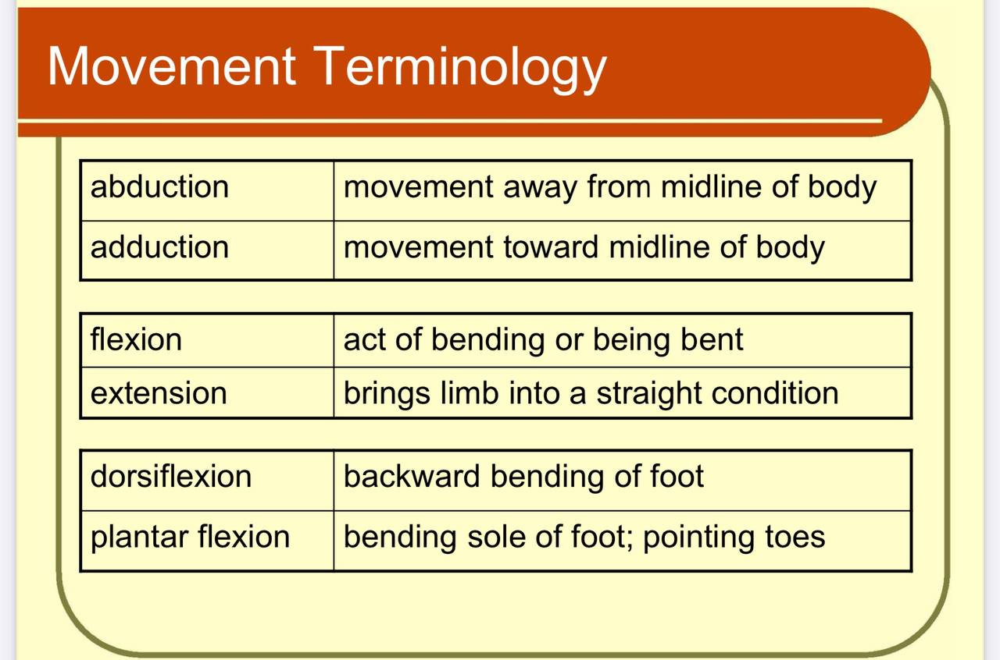 Movement Terminology
abduction movement away from midline of body
adduction movement toward midline of body
flexion act of bending or being bent
extension brings limb into a straight condition
dorsiflexion backward bending of foot
plantar flexion bending sole of foot; pointing toes